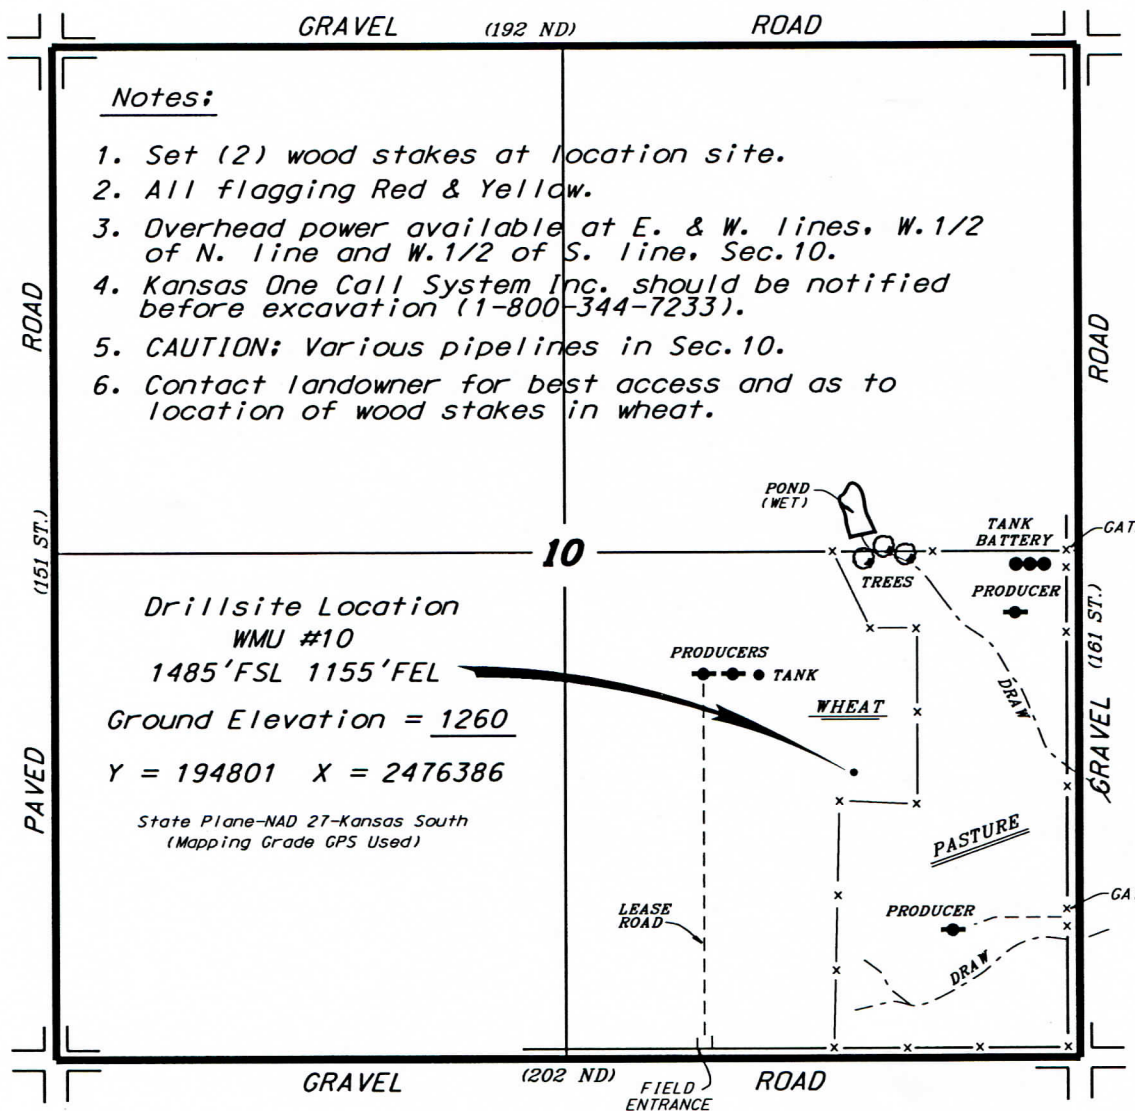 GRAVEL (192 ND) ROAD
Notes:
1. Set (2) wood stakes at location site.
2. All flagging Red & Yellow.
3. Overhead power available at E. & W. lines, W.1/2
of N. line and W.1/2 of S. line, Sec.10.
4. Kansas One Call System Inc. should be notified
before excavation (1-800-344-7233).
5. CAUTION: Various pipelines in Sec.10.
6. Contact landowner for best access and as to
location of wood stakes in wheat.
ROAD
(151 ST.)
PAVED
ROAD
(161 ST.)
GRAVEL
POND
(WET)
TREES
TANK
BATTERY
GAT
PRODUCER
10
Drillsite Location
WMU #10
1485'FSL 1155'FEL
Ground Elevation = 1260
Y = 194801 X = 2476386
State Plane-NAD 27-Kansas South
(Mapping Grade GPS Used)
PRODUCERS
TANK
WHEAT
DRAW
PASTURE
LEASE
ROAD
PRODUCER
GA
DRAW
GRAVEL (202 ND) ROAD
FIELD
ENTRANCE